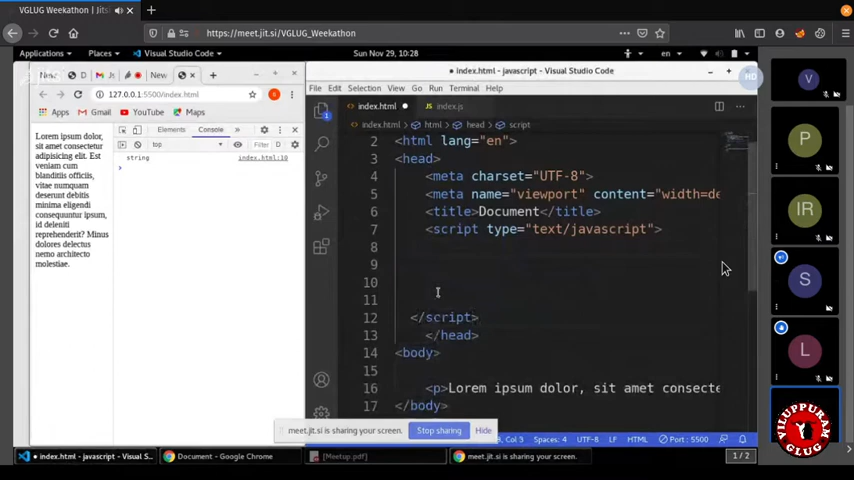 VGLUG Weekathon | Jitsi
https://meet.jit.si/VGLUG_Weekathon
Applications
Places
Visual Studio Code
Sun Nov 29, 10:28
en
New
D
M
New
127.0.0.1:5500/index.html
6
Apps
Gmail
YouTube
Maps
Lorem ipsum dolor,
sit amet consectetur
adipisicing elit. Est
veniam cum
blanditiis officiis,
vitae numquam
deserunt debitis
minima eligendi
consequuntur ipsum,
id deleniti
reprehenderit? Minus
dolores delectus
nemo architecto
molestiae.
Elements
Console
top
Filter
string
index.html:10
● index.html - javascript - Visual Studio Code
File
Edit
Selection
View
Go
Run
Terminal
Help
index.html
index.js
index.html > html > head > script
1
2 <html lang="en">
3 <head>
4 <meta charset="UTF-8">
5 <meta name="viewport" content="width=de
6 <title>Document</title>
7 <script type="text/javascript">
8
9
10
11
12 </script>
13 </head>
14 <body>
15
16 <p>Lorem ipsum dolor, sit amet consecte
17 </body>
Col 3
Spaces: 4
UTF-8
LF
HTML
Port : 5500
meet.jit.si is sharing your screen.
Stop sharing
Hide
● index.html - javascript - Visual S...
Document - Google Chrome
[Meetup.pdf]
meet.jit.si is sharing your screen.
1 / 2
HD
V
P
IR
S
L
VILUPPURAM
GLUG